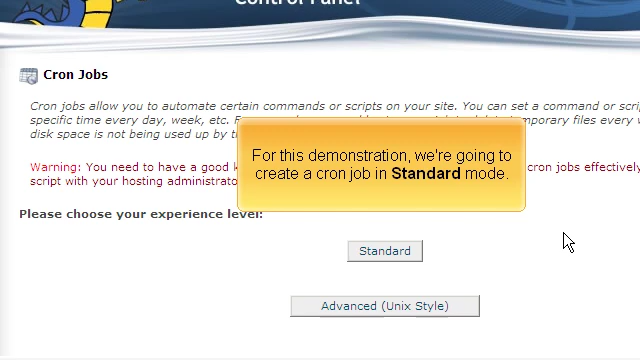 Control Panel
Cron Jobs
Cron jobs allow you to automate certain commands or scripts on your site. You can set a command or
specific time every day, week, etc. temporary files every
disk space is not being used up by
Warning: You need to have a good cron jobs effectively
script with your hosting
For this demonstration, we're going to
create a cron job in Standard mode.
Please choose your experience level:
Standard
Advanced (Unix Style)